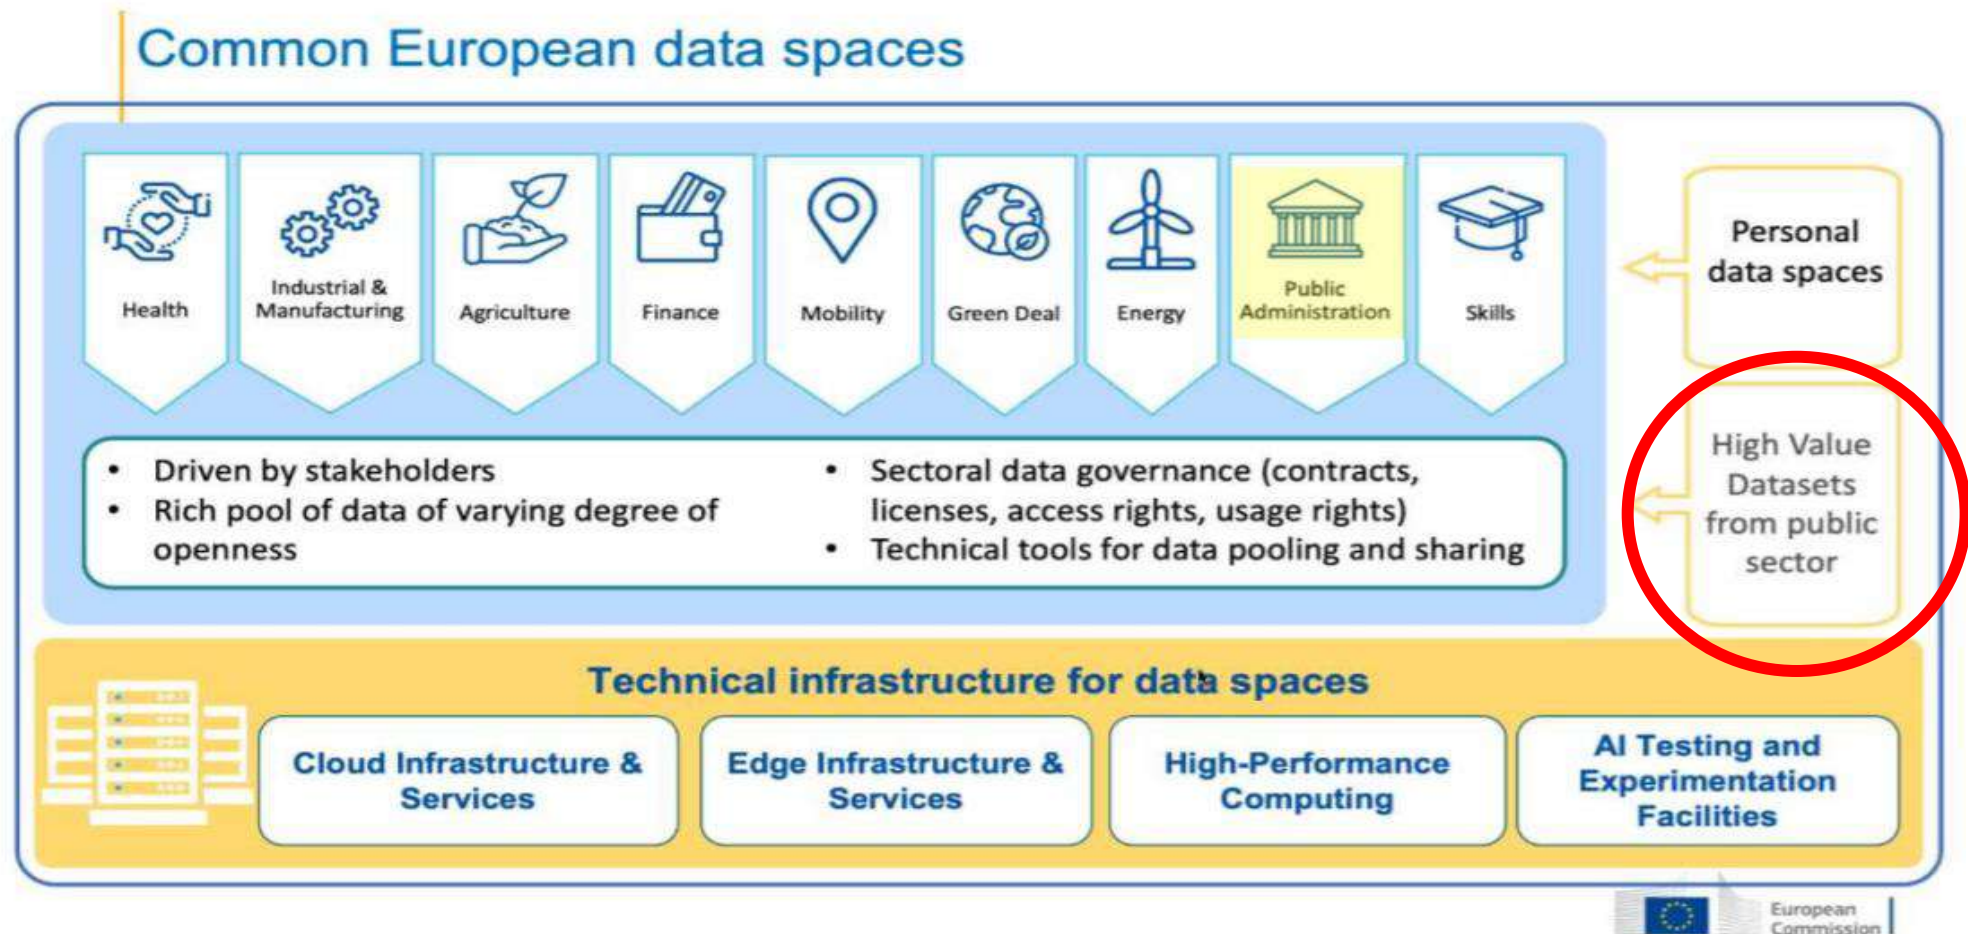 Common European data spaces
Health
Industrial &
Manufacturing
Agriculture
Finance
Mobility
Green Deal
Energy
Public
Administration
Skills
• Driven by stakeholders
• Rich pool of data of varying degree of
openness
• Sectoral data governance (contracts,
licenses, access rights, usage rights)
• Technical tools for data pooling and sharing
Personal
data spaces
High Value
Datasets
from public
sector
Technical infrastructure for data spaces
Cloud Infrastructure &
Services
Edge Infrastructure &
Services
High-Performance
Computing
AI Testing and
Experimentation
Facilities
European
Commission